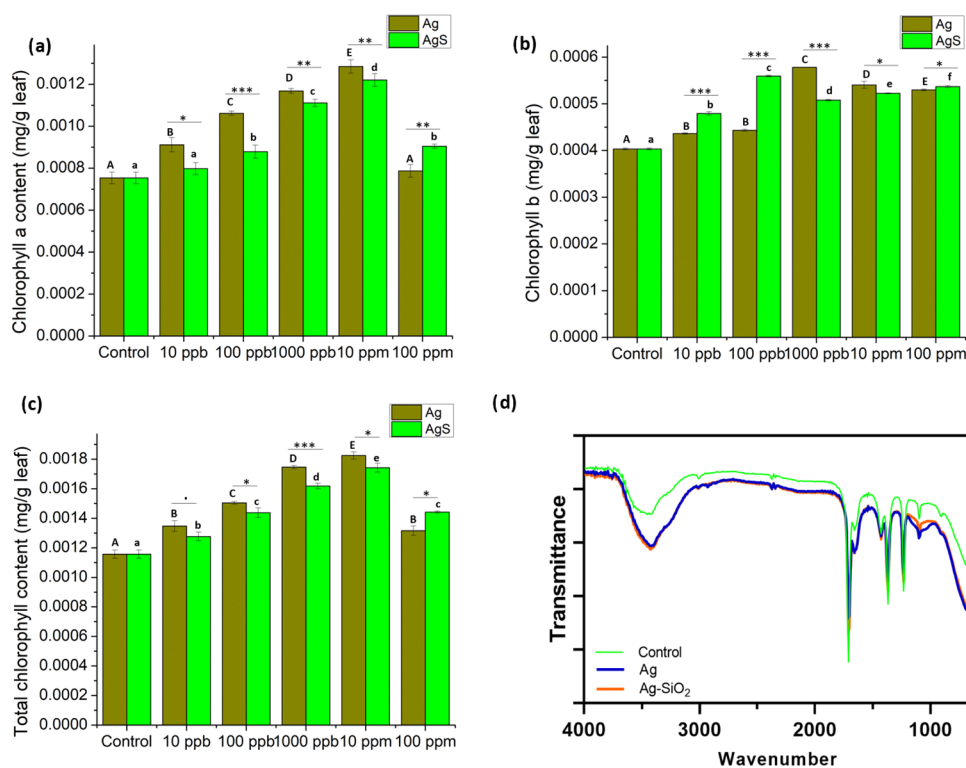 (a)
Ag
AgS
Chlorophyll a content (mg/g leaf)
0.0012
0.0010
0.0008
0.0006
0.0004
0.0002
0.0000
A a
B * a
C *** b
D ** c
E ** d
A ** b
Control 10 ppb 100 ppb 1000 ppb 10 ppm 100 ppm
(b)
Ag
AgS
Chlorophyll b (mg/g leaf)
0.0006
0.0005
0.0004
0.0003
0.0002
0.0001
0.0000
A a
B *** b
B *** c
C *** d
D * e
E * f
Control 10 ppb 100 ppb 1000 ppb 10 ppm 100 ppm
(c)
Ag
AgS
Total chlorophyll content (mg/g leaf)
0.0018
0.0016
0.0014
0.0012
0.0010
0.0008
0.0006
0.0004
0.0002
0.0000
A a
B . b
C * c
D *** d
E * e
B * c
Control 10 ppb 100 ppb 1000 ppb 10 ppm 100 ppm
(d)
Transmittance
Control
Ag
Ag-SiO₂
4000 3000 2000 1000
Wavenumber